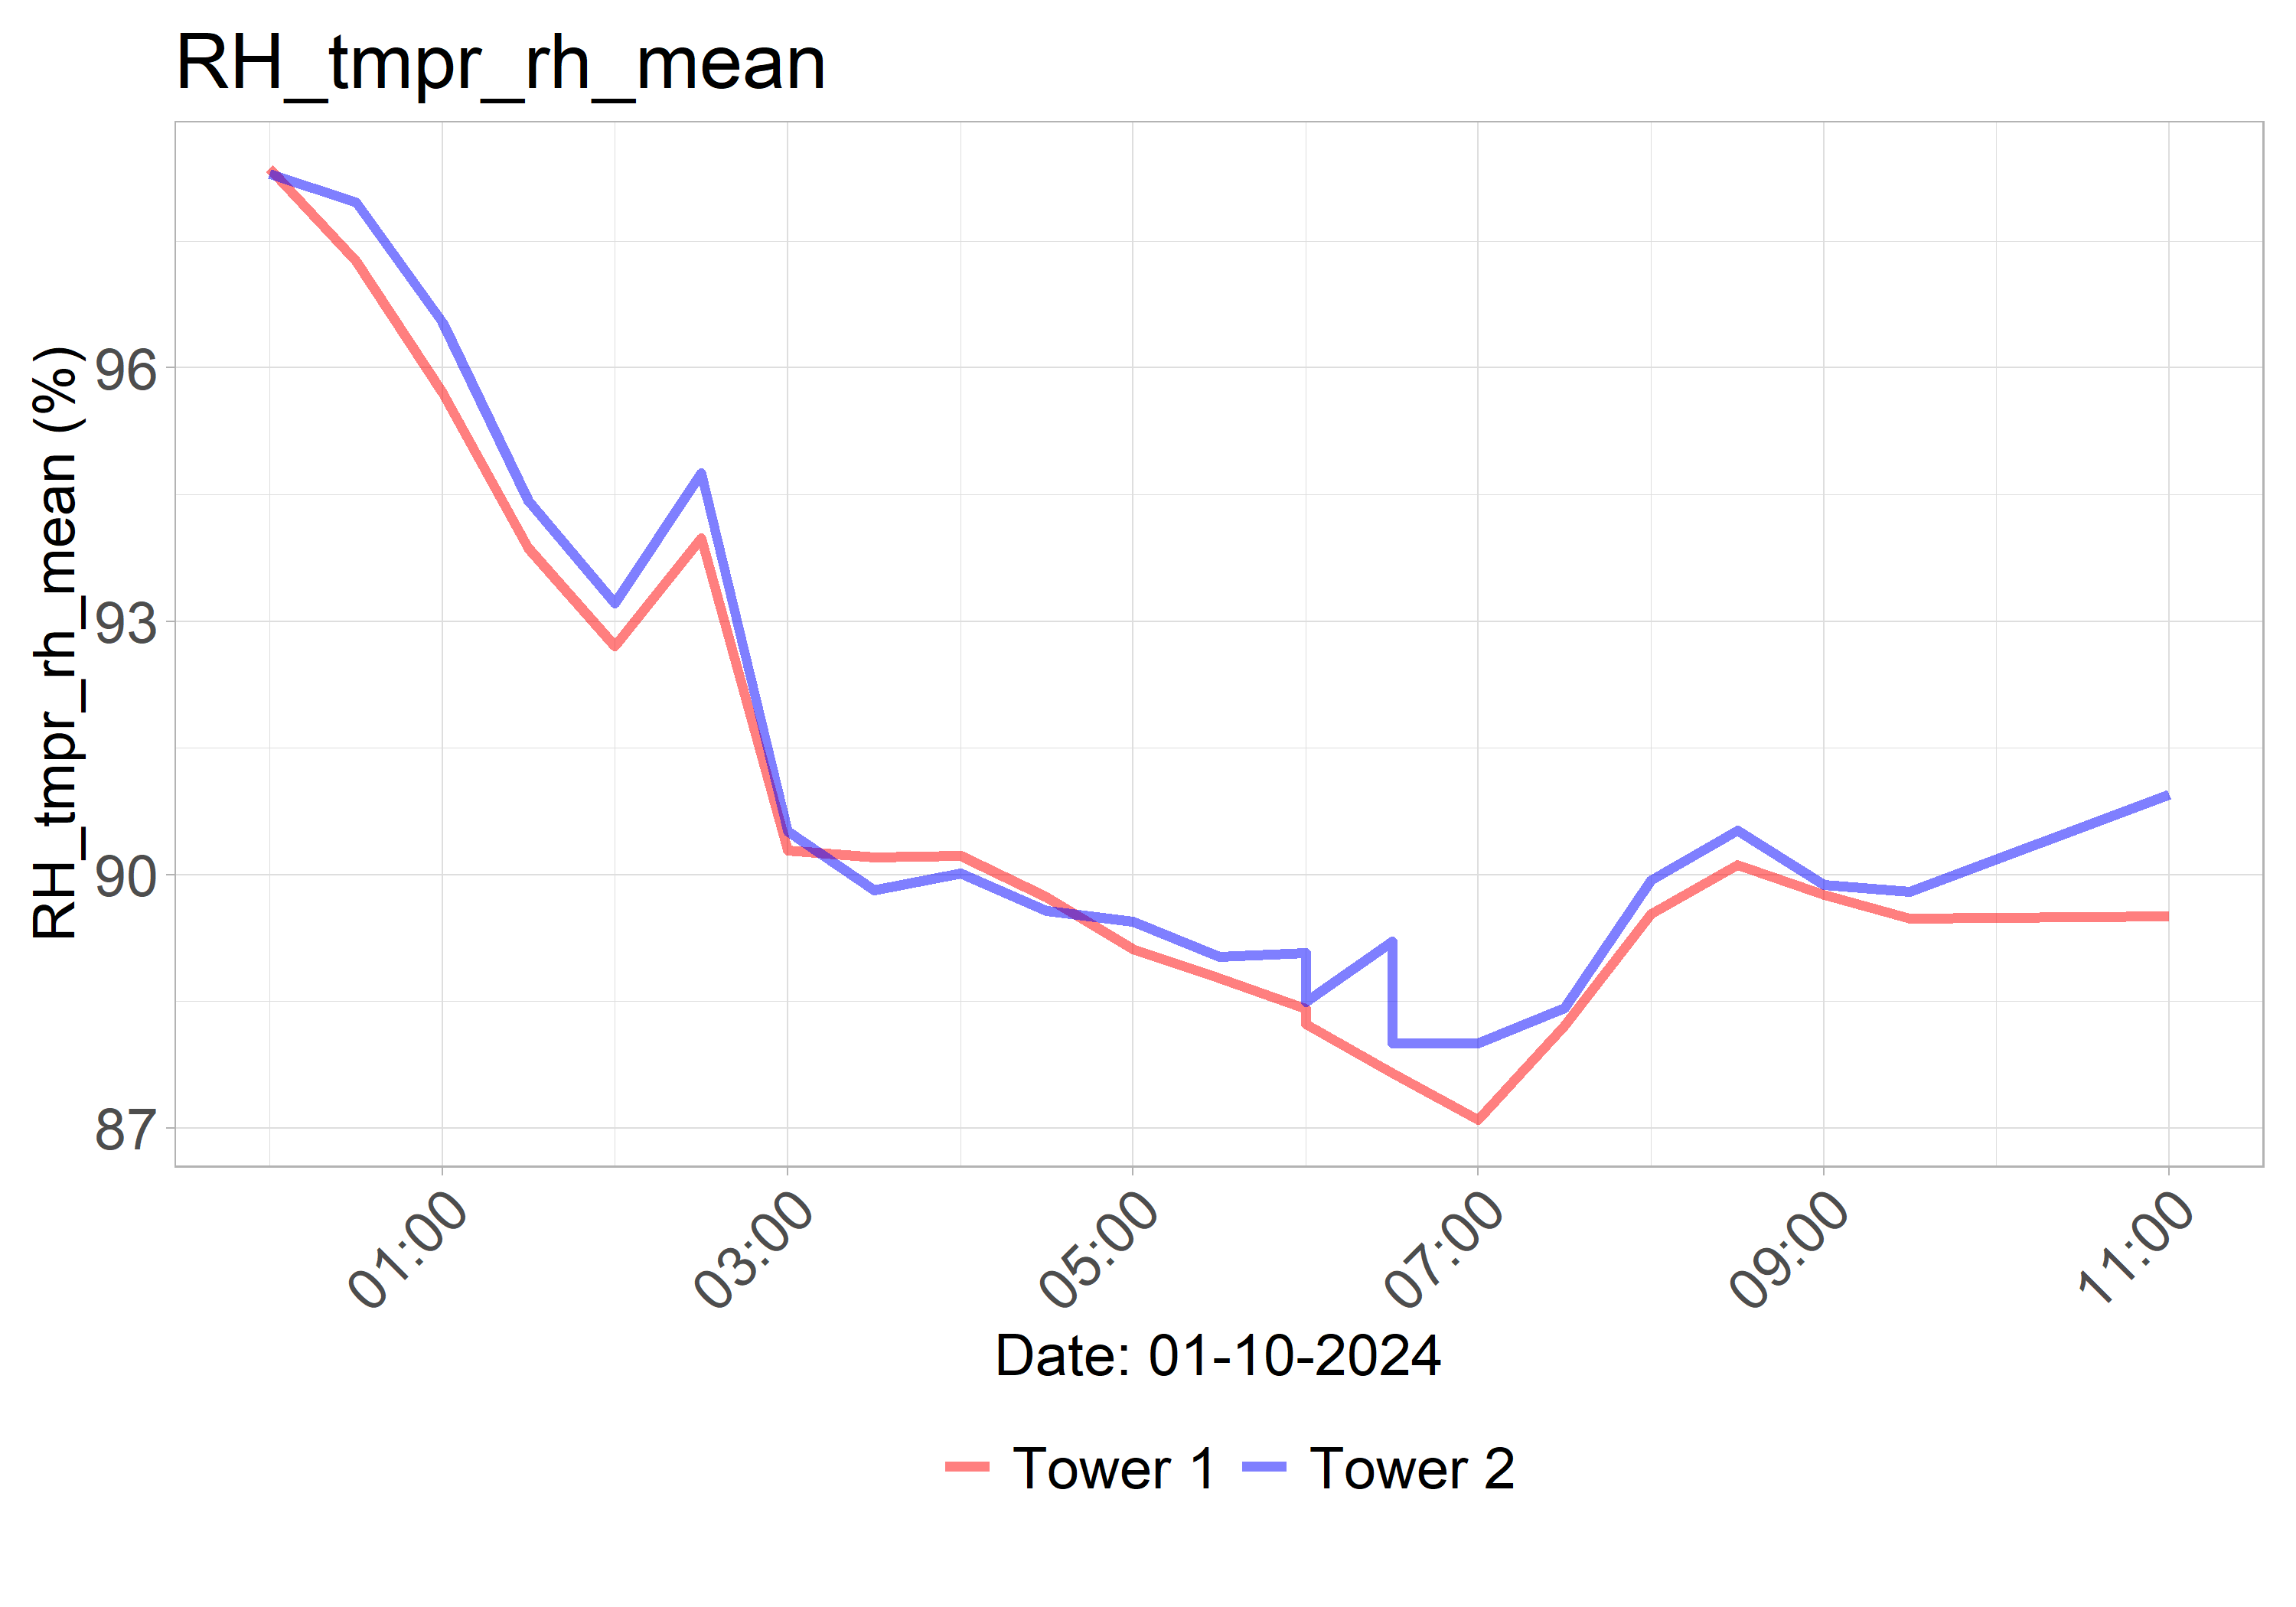 RH_tmpr_rh_mean
RH_tmpr_rh_mean (%)
96
93
90
87
01:00
03:00
05:00
07:00
09:00
11:00
Date: 01-10-2024
Tower 1
Tower 2